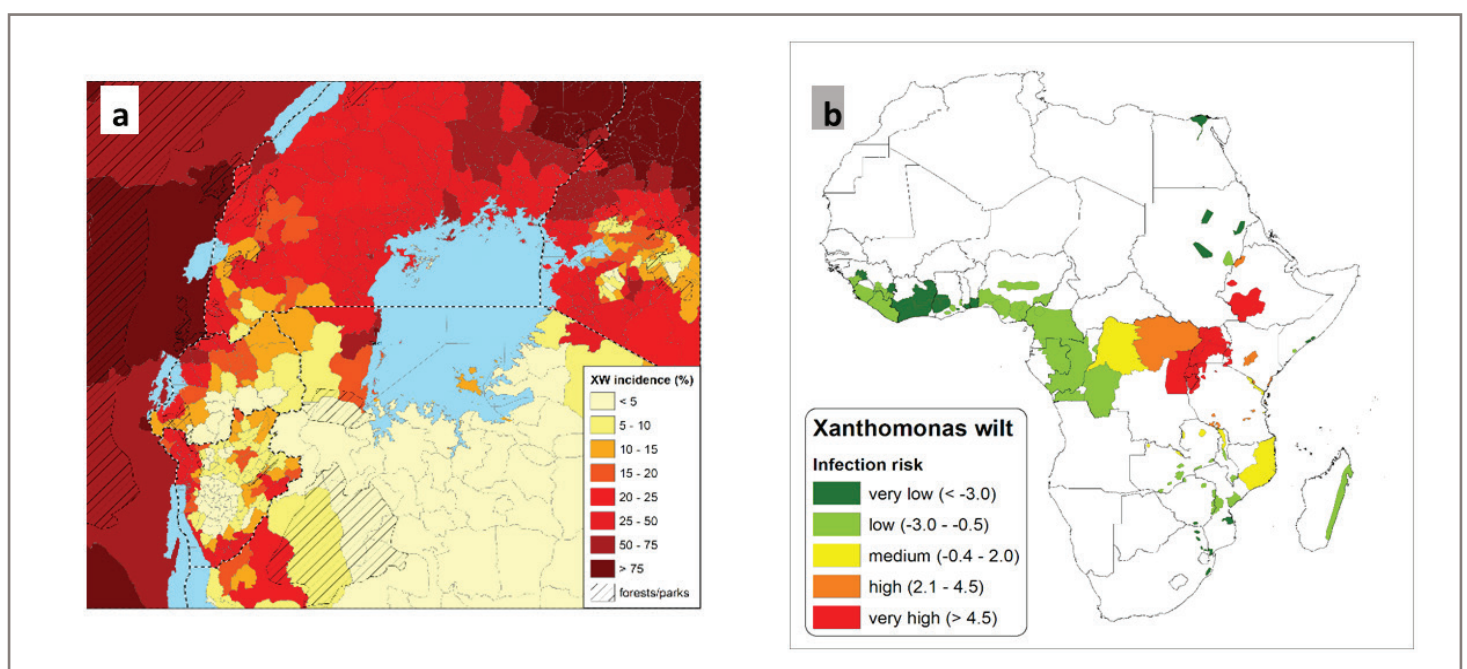 a
XW incidence (%)
< 5
5 - 10
10 - 15
15 - 20
20 - 25
25 - 50
50 - 75
> 75
forests/parks
b
Xanthomonas wilt
Infection risk
very low (< -3.0)
low (-3.0 - -0.5)
medium (-0.4 - 2.0)
high (2.1 - 4.5)
very high (> 4.5)